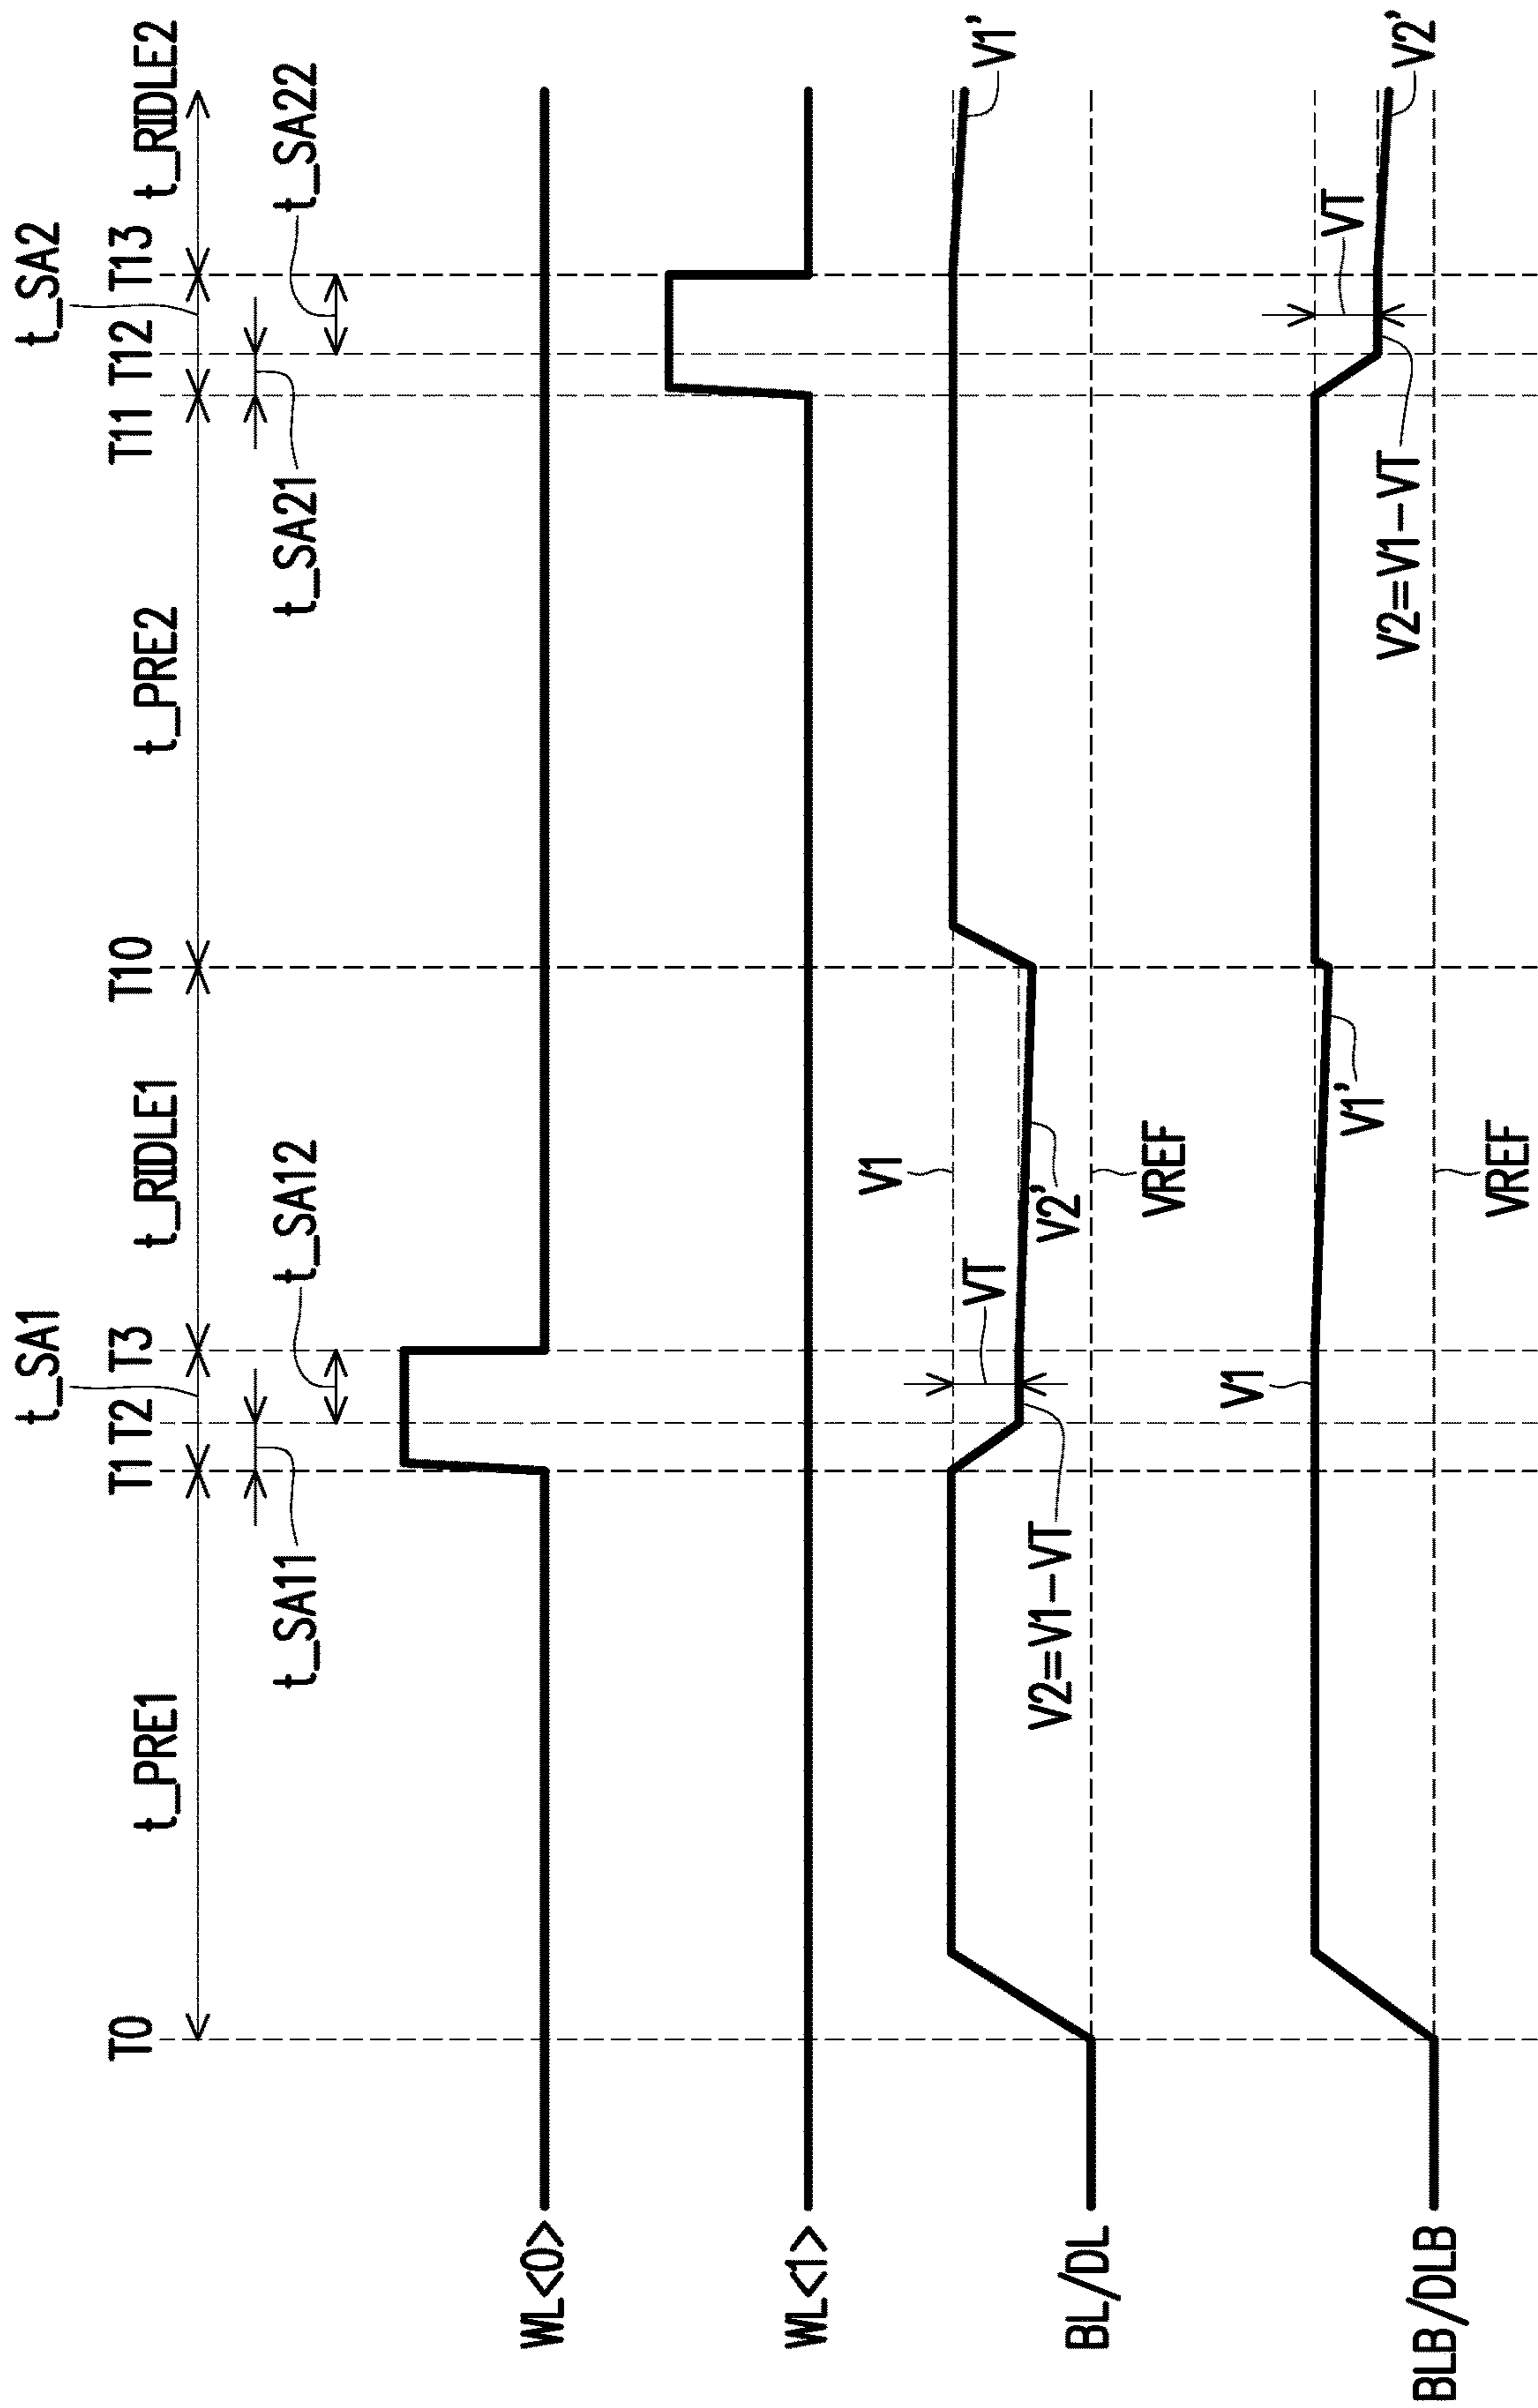 t_SA1
t_SA2
T0
T1
T2
T3
T10
T11
T12
T13
t_PRE1
t_RIDLE1
t_PRE2
t_RIDLE2
t_SA11
t_SA12
t_SA21
t_SA22
WL<0>
WL<1>
BL/DL
V2=V1-VT
VT
V1
V2'
VREF
V1'
BLB/DLB
V1
V1'
VREF
V2=V1-VT
VT
V2'